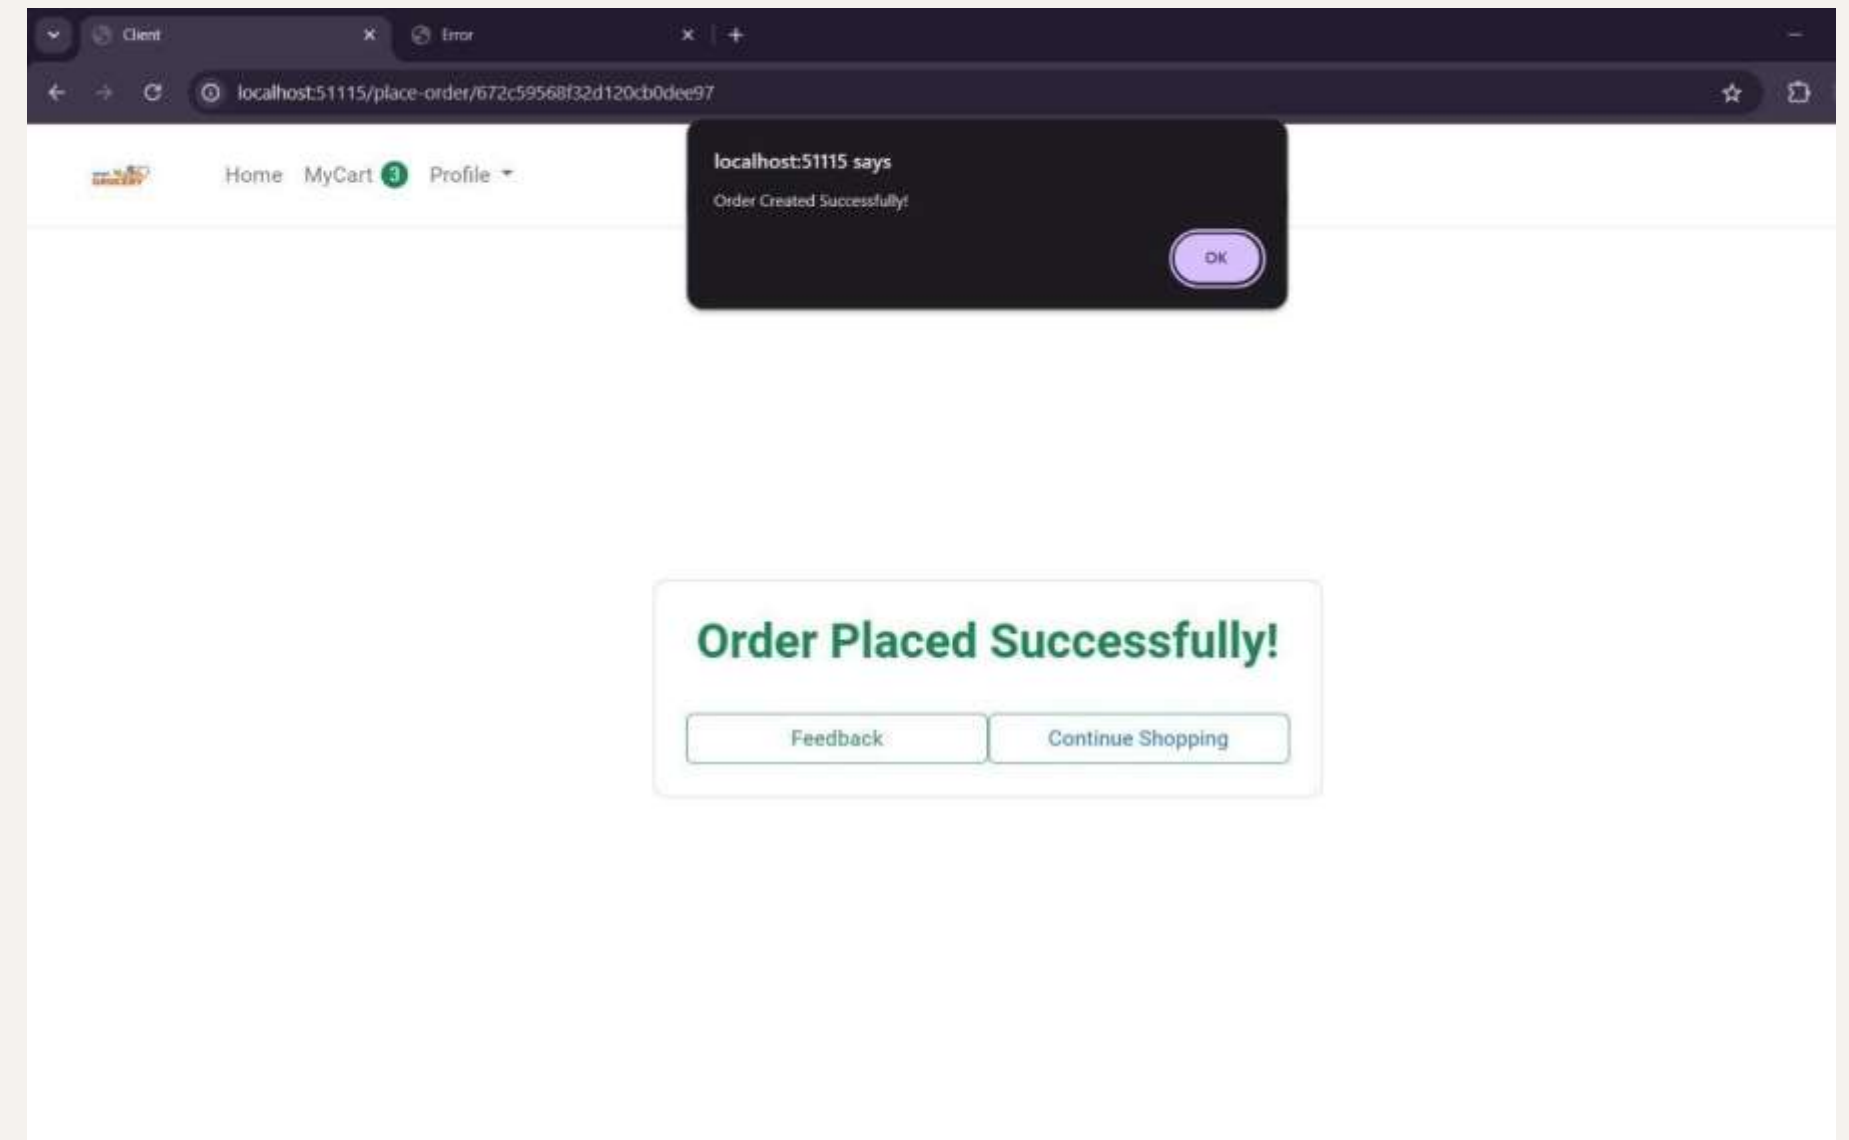 Client
Error
localhost:51115/place-order/672c59568f32d120cb0dee97
GROCERY
Home MyCart 3 Profile
localhost:51115 says
Order Created Successfully!
OK
Order Placed Successfully!
Feedback
Continue Shopping